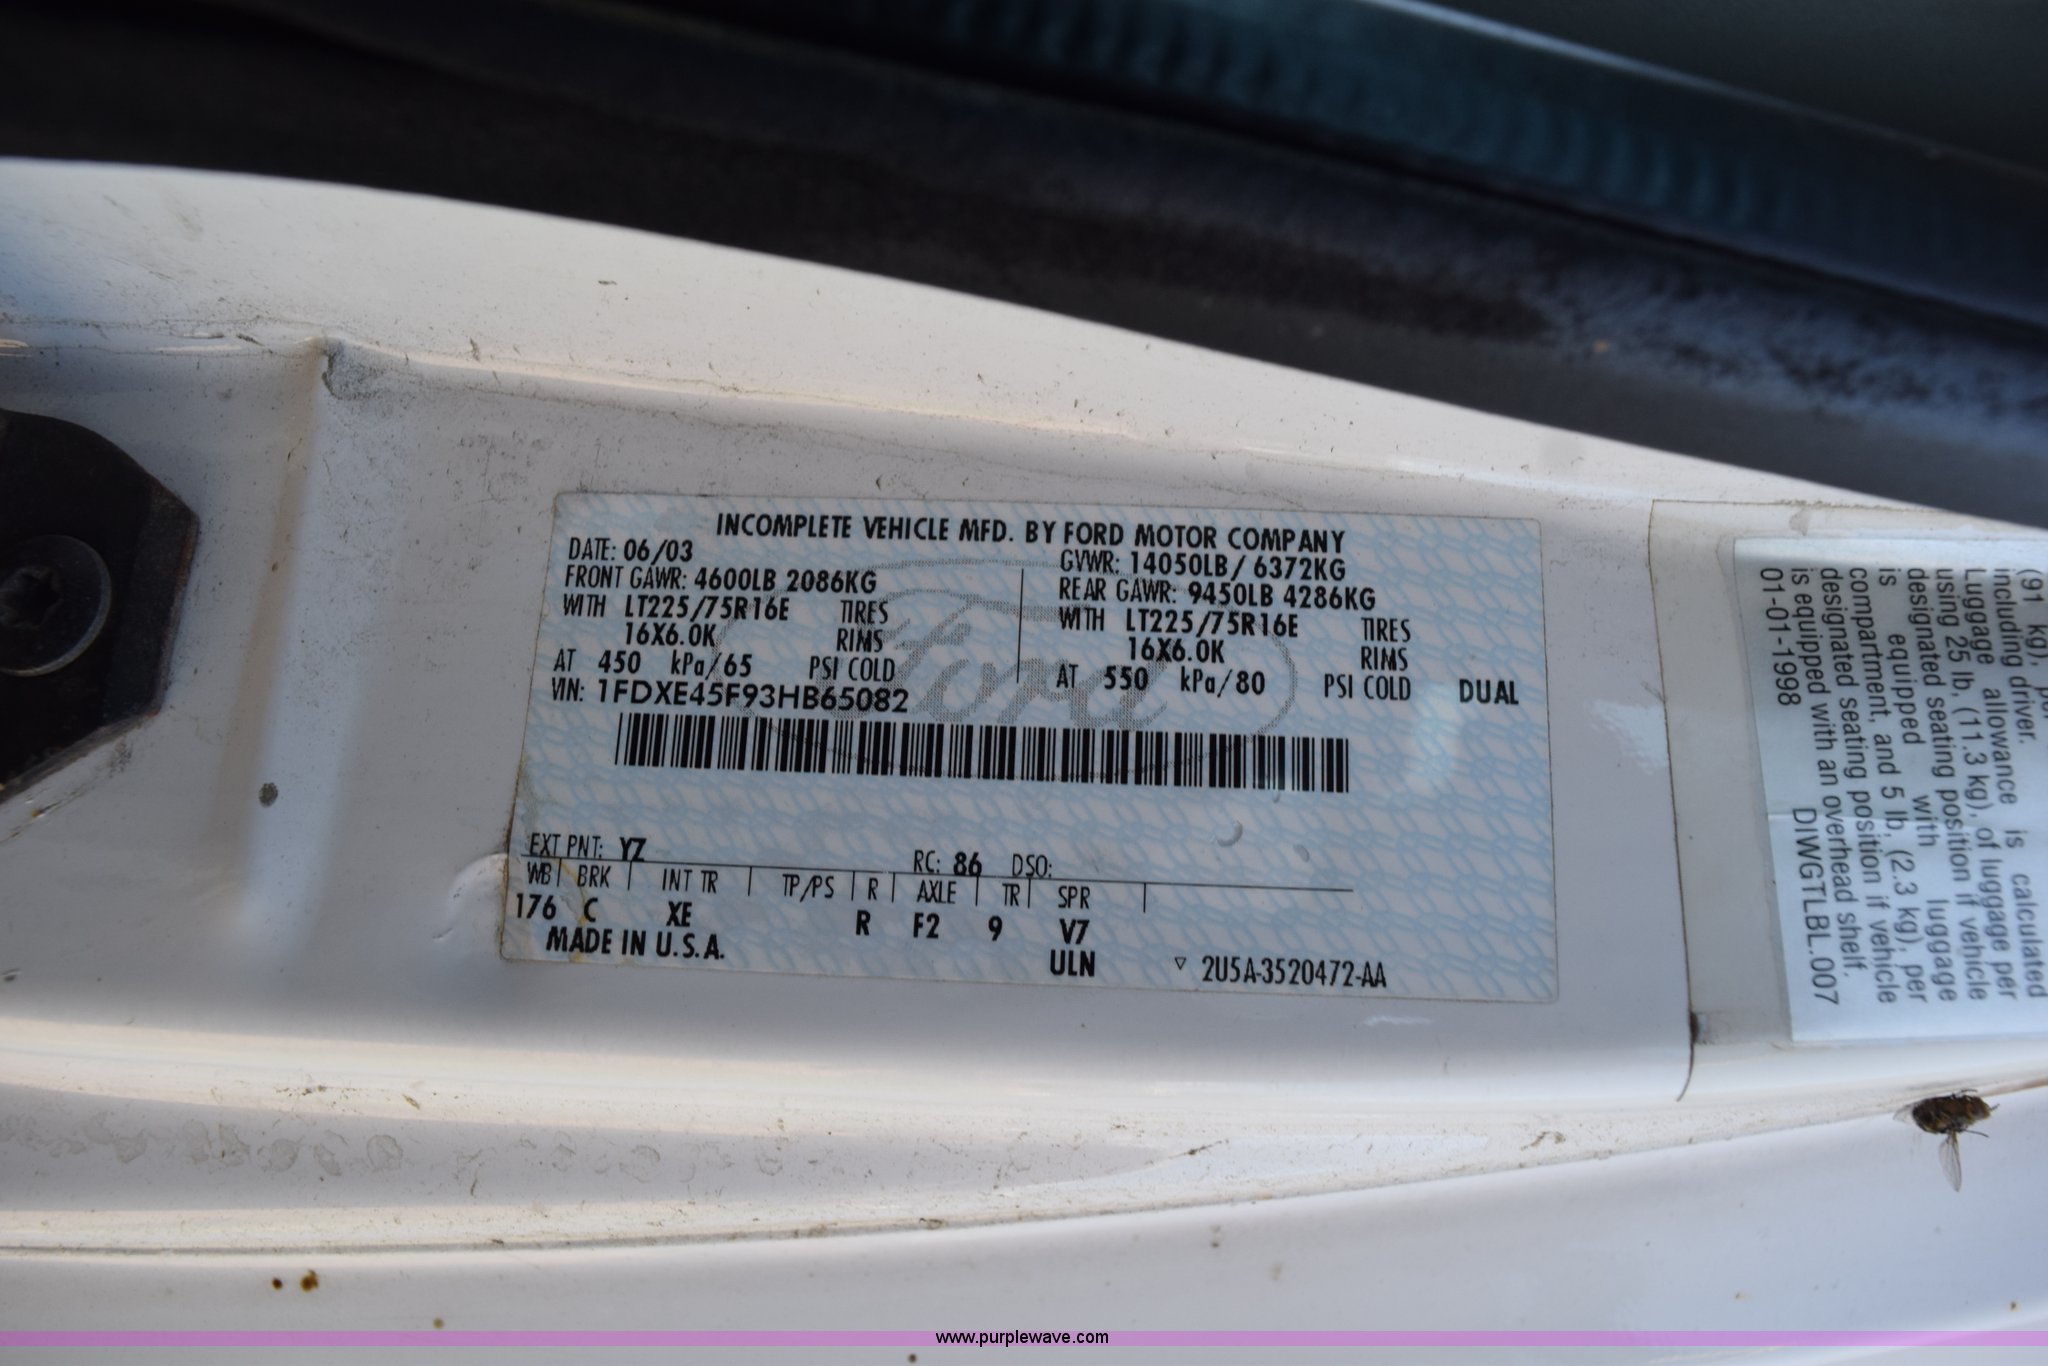 INCOMPLETE VEHICLE MFD. BY FORD MOTOR COMPANY
DATE: 06/03 GVWR: 14050LB/ 6372KG
FRONT GAWR: 4600LB 2086KG REAR GAWR: 9450LB 4286KG
WITH LT225/75R16E TIRES WITH LT225/75R16E TIRES
16X6.0K RIMS 16X6.0K RIMS
AT 450 kPa/65 PSI COLD AT 550 kPa/80 PSI COLD DUAL
VIN: 1FDXE45F93HB65082
Ford
EXT PNT: YZ RC: 86 DSO:
WB BRK INT TR TP/PS R AXLE TR SPR
176 C XE R F2 9 V7
MADE IN U.S.A. ULN ▽ 2U5A-3520472-AA
(91 kg),
including driver.
Luggage allowance is calculated
using 25 lb, (11.3 kg), of luggage per
designated seating position if vehicle
is equipped with luggage
compartment, and 5 lb, (2.3 kg), per
designated seating position if vehicle
is equipped with an overhead shelf.
01-01-1998 DIWGTLBL.007
www.purplewave.com